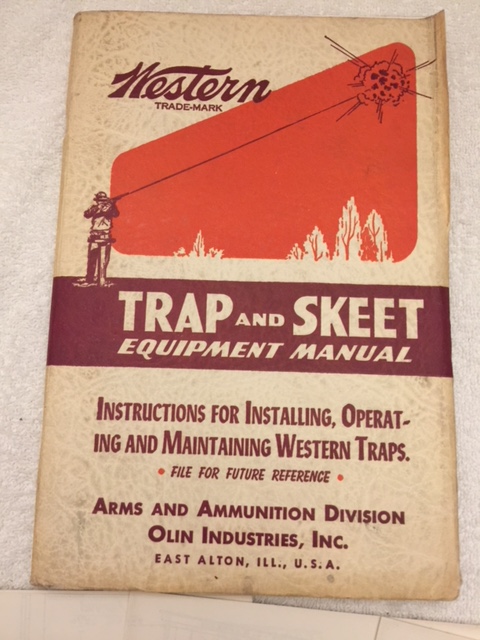 Western
TRADE-MARK
TRAP AND SKEET
EQUIPMENT MANUAL
INSTRUCTIONS FOR INSTALLING, OPERAT-
ING AND MAINTAINING WESTERN TRAPS.
• FILE FOR FUTURE REFERENCE •
ARMS AND AMMUNITION DIVISION
OLIN INDUSTRIES, INC.
EAST ALTON, ILL., U.S.A.